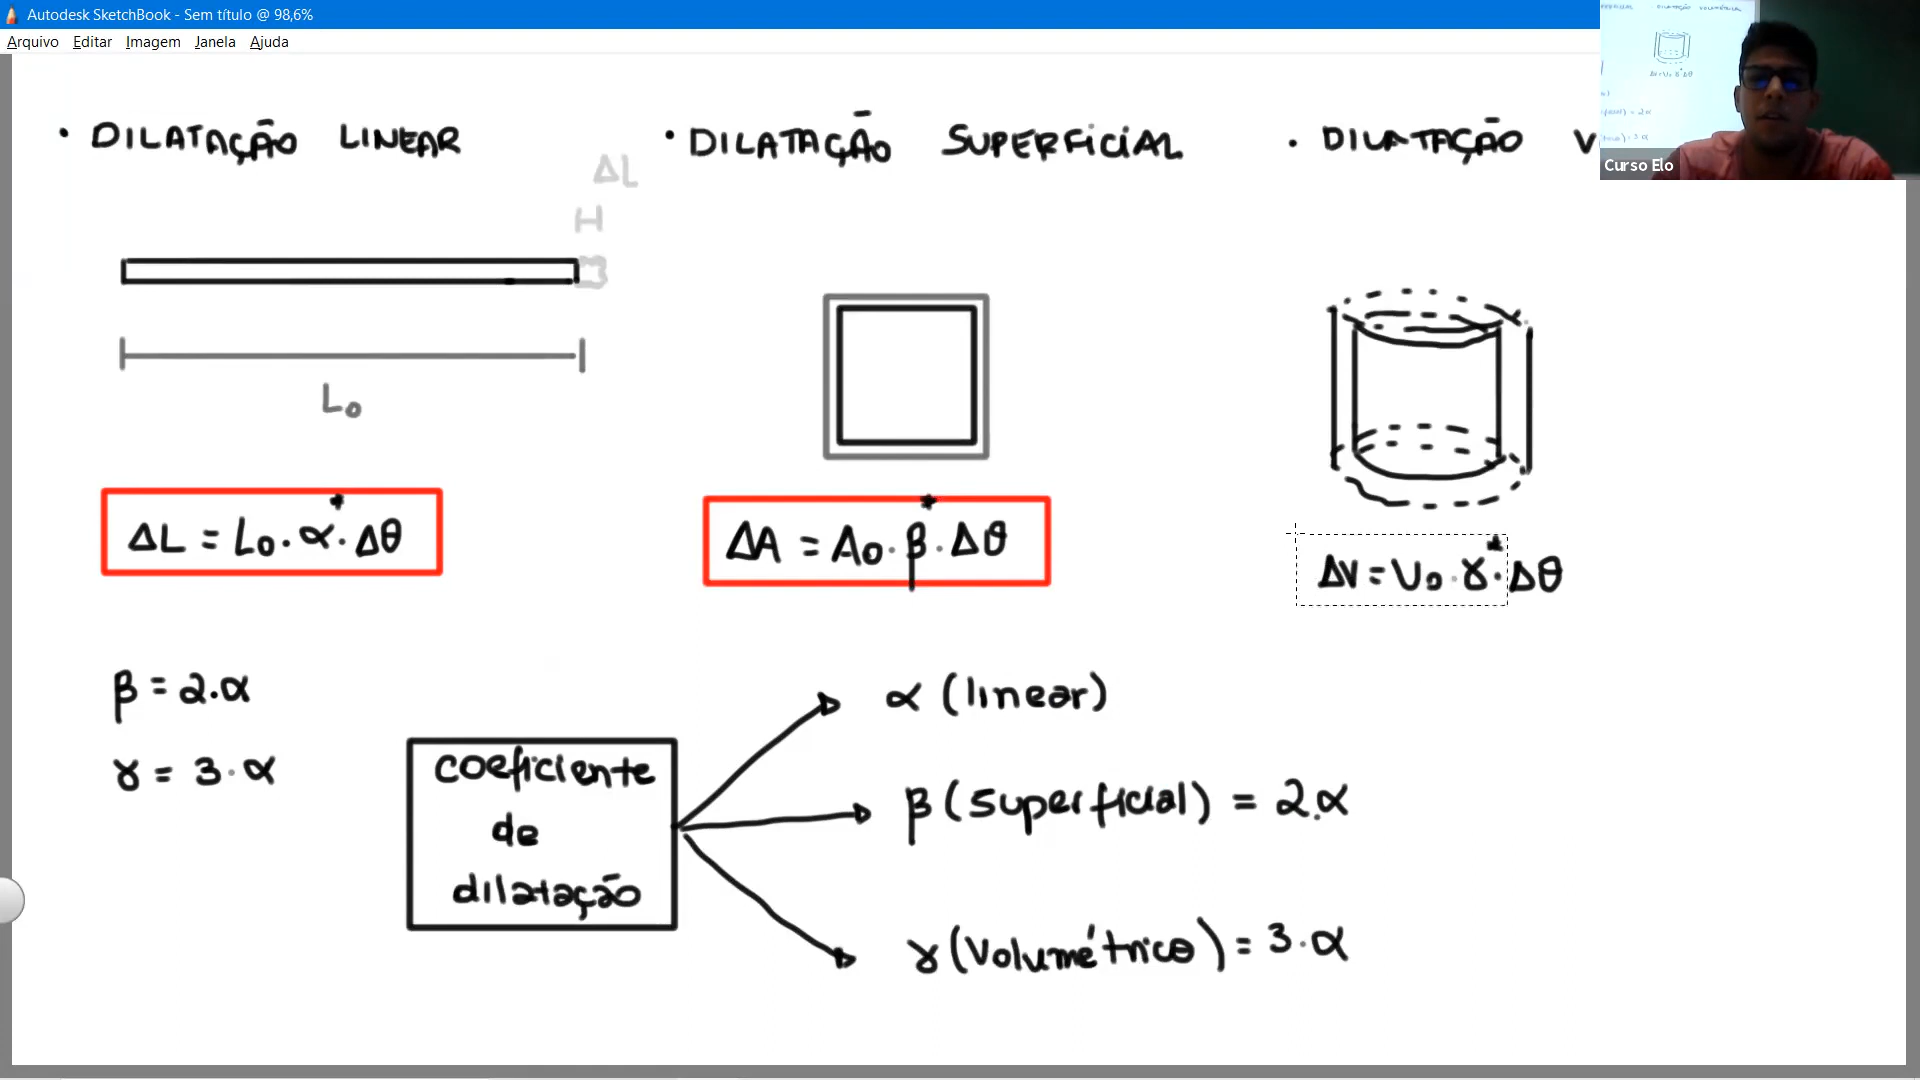 Autodesk SketchBook - Sem título @ 98,6%
Arquivo Editar Imagem Janela Ajuda
• DILATAÇÃO LINEAR
• DILATAÇÃO SUPERFICIAL
• DILATAÇÃO V
Curso Elo
ΔL
L₀
ΔL = L₀ · α* · Δθ
ΔA = A₀ · β* · Δθ
ΔV = V₀ · γ* · Δθ
β = 2.α
γ = 3·α
coeficiente
de
dilatação
α (linear)
β (superficial) = 2.α
γ (volumétrico) = 3·α